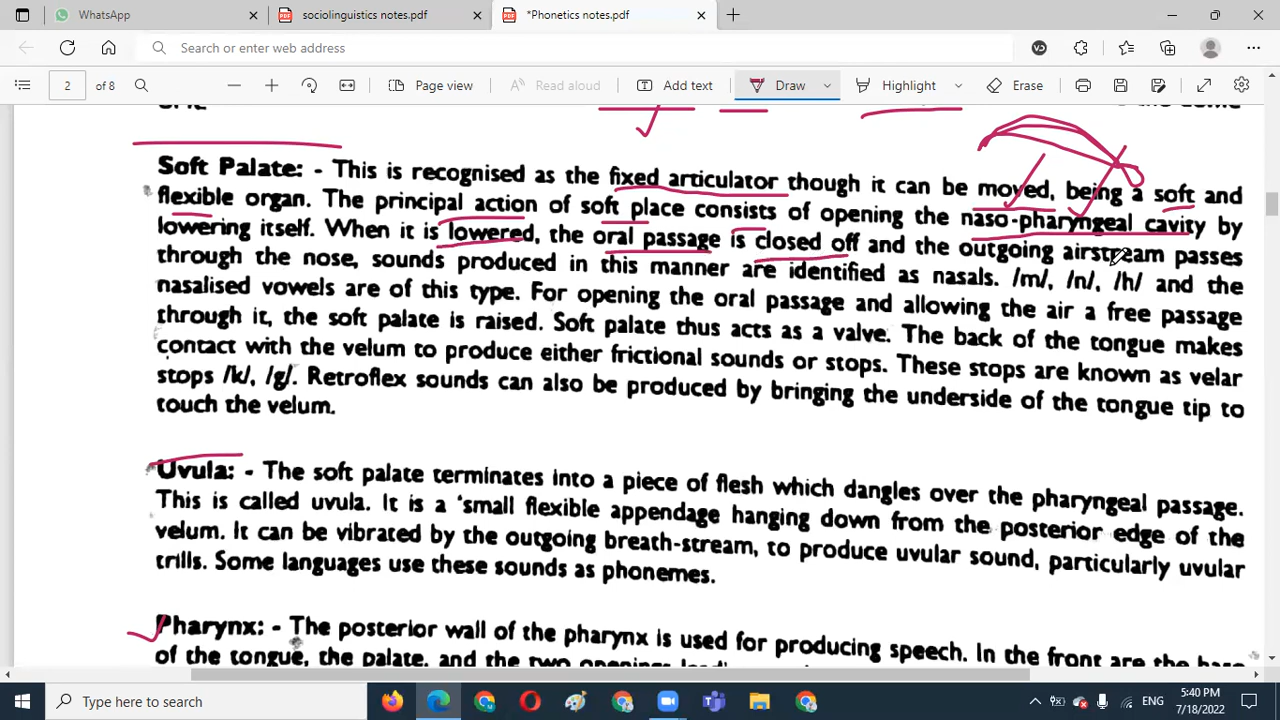 WhatsApp
sociolinguistics notes.pdf
*Phonetics notes.pdf
Search or enter web address
2 of 8
Page view
Read aloud
Add text
Draw
Highlight
Erase
Soft Palate: - This is recognised as the fixed articulator though it can be moved, being a soft and
flexible organ. The principal action of soft place consists of opening the naso-pharyngeal cavity by
lowering itself. When it is lowered, the oral passage is closed off and the outgoing airstream passes
through the nose, sounds produced in this manner are identified as nasals. /m/, /n/, /h/ and the
nasalised vowels are of this type. For opening the oral passage and allowing the air a free passage
through it, the soft palate is raised. Soft palate thus acts as a valve. The back of the tongue makes
contact with the velum to produce either frictional sounds or stops. These stops are known as velar
stops /k/, /g/. Retroflex sounds can also be produced by bringing the underside of the tongue tip to
touch the velum.
Uvula: - The soft palate terminates into a piece of flesh which dangles over the pharyngeal passage.
This is called uvula. It is a 'small flexible appendage hanging down from the posterior edge of the
velum. It can be vibrated by the outgoing breath-stream, to produce uvular sound, particularly uvular
trills. Some languages use these sounds as phonemes.
Pharynx: - The posterior wall of the pharynx is used for producing speech. In the front are the
of the tongue, the palate, and the two openings
Type here to search
ENG
5:40 PM
7/18/2022